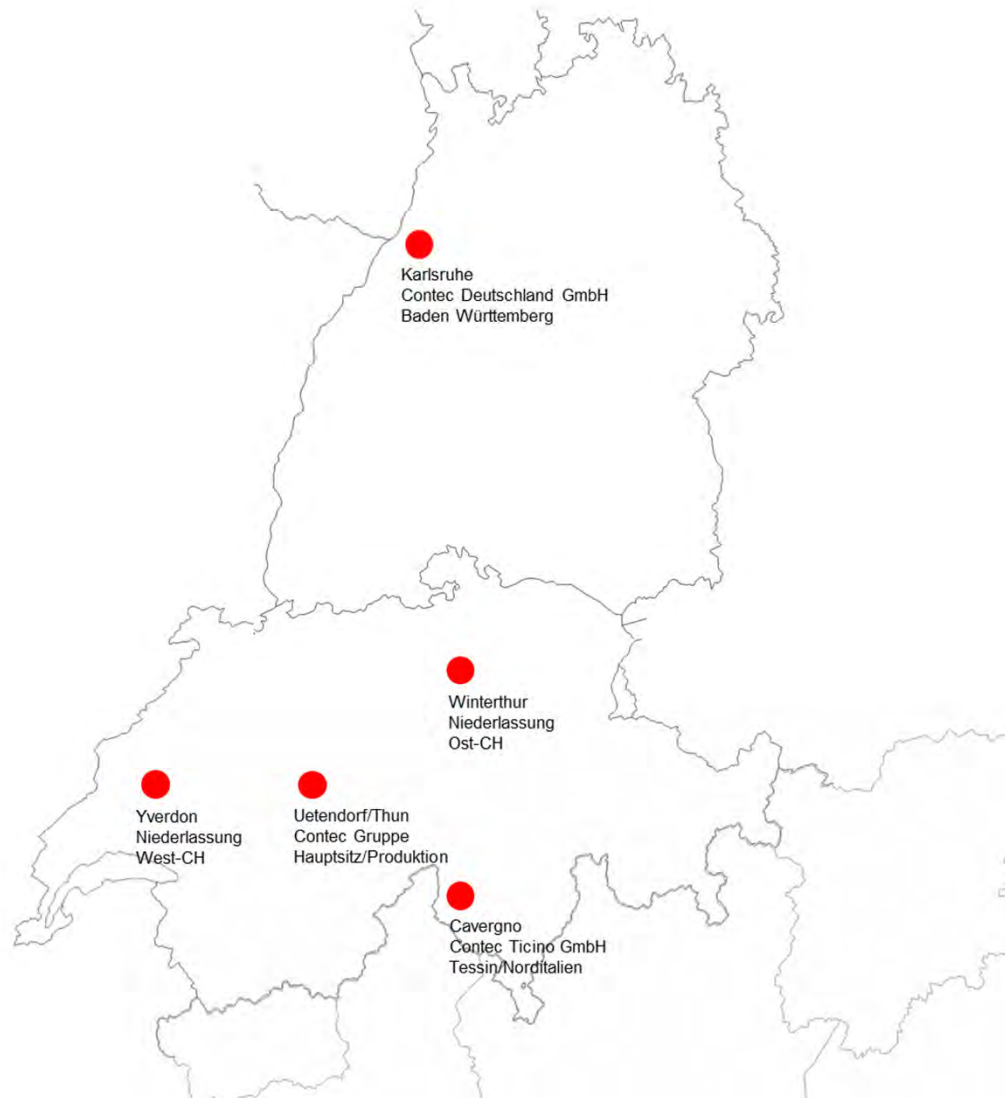 Karlsruhe
Contec Deutschland GmbH
Baden Württemberg
Winterthur
Niederlassung
Ost-CH
Yverdon
Niederlassung
West-CH
Uetendorf/Thun
Contec Gruppe
Hauptsitz/Produktion
Cavergno
Contec Ticino GmbH
Tessin/Norditalien